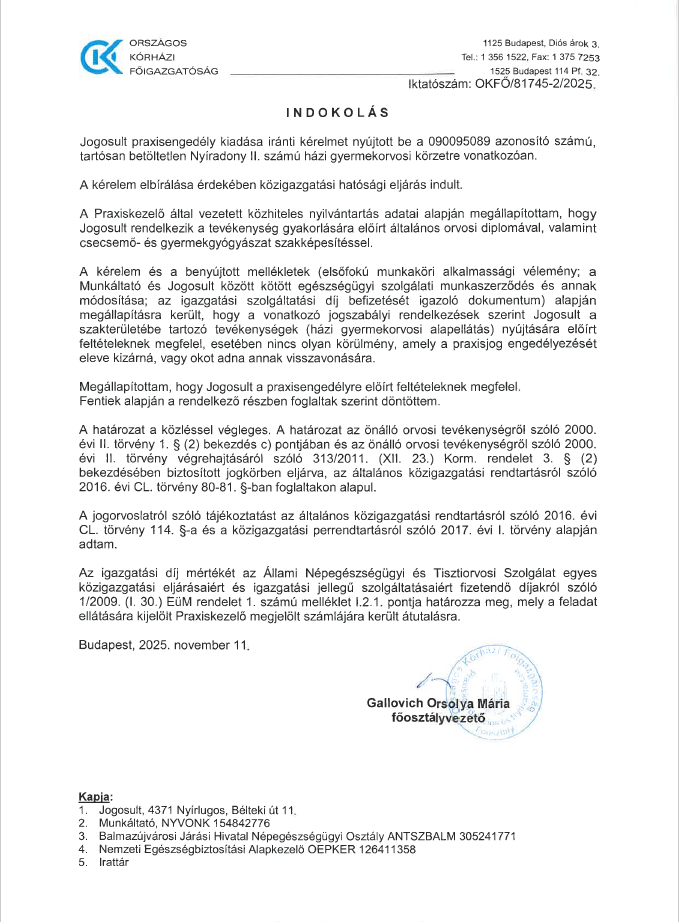 ORSZÁGOS
KÓRHÁZI
FŐIGAZGATÓSÁG
1125 Budapest, Diós árok 3.
Tel.: 1 356 1522, Fax: 1 375 7253
1525 Budapest 114 Pf. 32.
Iktatószám: OKFŐ/81745-2/2025.
INDOKOLÁS
Jogosult praxisengedély kiadása iránti kérelmet nyújtott be a 090095089 azonosító számú,
tartósan betöltetlen Nyíradony II. számú házi gyermekorvosi körzetre vonatkozóan.
A kérelem elbírálása érdekében közigazgatási hatósági eljárás indult.
A Praxiskezelő által vezetett közhiteles nyilvántartás adatai alapján megállapítottam, hogy
Jogosult rendelkezik a tevékenység gyakorlására előírt általános orvosi diplomával, valamint
csecsemő- és gyermekgyógyászat szakképesítéssel.
A kérelem és a benyújtott mellékletek (elsőfokú munkaköri alkalmassági vélemény; a
Munkáltató és Jogosult között kötött egészségügyi szolgálati munkaszerződés és annak
módosítása; az igazgatási szolgáltatási díj befizetését igazoló dokumentum) alapján
megállapításra került, hogy a vonatkozó jogszabályi rendelkezések szerint Jogosult a
szakterületébe tartozó tevékenységek (házi gyermekorvosi alapellátás) nyújtására előírt
feltételeknek megfelel, esetében nincs olyan körülmény, amely a praxisjog engedélyezését
eleve kizárná, vagy okot adna annak visszavonására.
Megállapítottam, hogy Jogosult a praxisengedélyre előírt feltételeknek megfelel.
Fentiek alapján a rendelkező részben foglaltak szerint döntöttem.
A határozat a közléssel végleges. A határozat az önálló orvosi tevékenységről szóló 2000.
évi II. törvény 1. § (2) bekezdés c) pontjában és az önálló orvosi tevékenységről szóló 2000.
évi II. törvény végrehajtásáról szóló 313/2011. (XII. 23.) Korm. rendelet 3. § (2)
bekezdésében biztosított jogkörben eljárva, az általános közigazgatási rendtartásról szóló
2016. évi CL. törvény 80-81. §-ban foglaltakon alapul.
A jogorvoslatról szóló tájékoztatást az általános közigazgatási rendtartásról szóló 2016. évi
CL. törvény 114. §-a és a közigazgatási perrendtartásról szóló 2017. évi I. törvény alapján
adtam.
Az igazgatási díj mértékét az Állami Népegészségügyi és Tisztiorvosi Szolgálat egyes
közigazgatási eljárásaiért és igazgatási jellegű szolgáltatásaiért fizetendő díjakról szóló
1/2009. (I. 30.) EüM rendelet 1. számú melléklet I.2.1. pontja határozza meg, mely a feladat
ellátására kijelölt Praxiskezelő megjelölt számlájára került átutalásra.
Budapest, 2025. november 11.
Országos Kórházi Főigazgatóság
Főosztály
Gallovich Orsolya Mária
főosztályvezető
Kapja:
1. Jogosult, 4371 Nyírlugos, Bélteki út 11.
2. Munkáltató, NYVONK 154842776
3. Balmazújvárosi Járási Hivatal Népegészségügyi Osztály ANTSZBALM 305241771
4. Nemzeti Egészségbiztosítási Alapkezelő OEPKER 126411358
5. Irattár